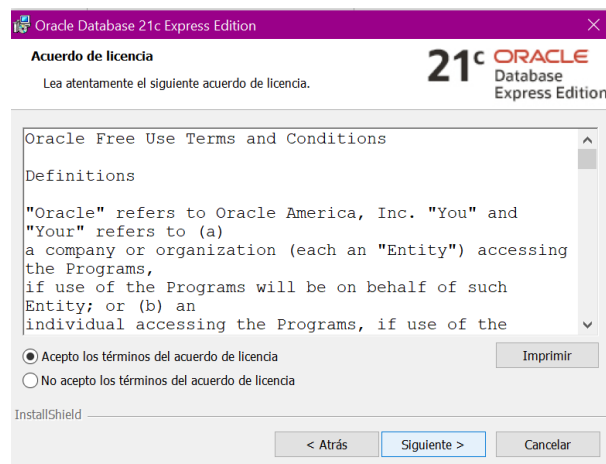 Oracle Database 21c Express Edition
Acuerdo de licencia
Lea atentamente el siguiente acuerdo de licencia.
21c ORACLE
Database
Express Edition
Oracle Free Use Terms and Conditions
Definitions
"Oracle" refers to Oracle America, Inc. "You" and
"Your" refers to (a)
a company or organization (each an "Entity") accessing
the Programs,
if use of the Programs will be on behalf of such
Entity; or (b) an
individual accessing the Programs, if use of the
Acepto los términos del acuerdo de licencia
Imprimir
No acepto los términos del acuerdo de licencia
InstallShield
< Atrás
Siguiente >
Cancelar